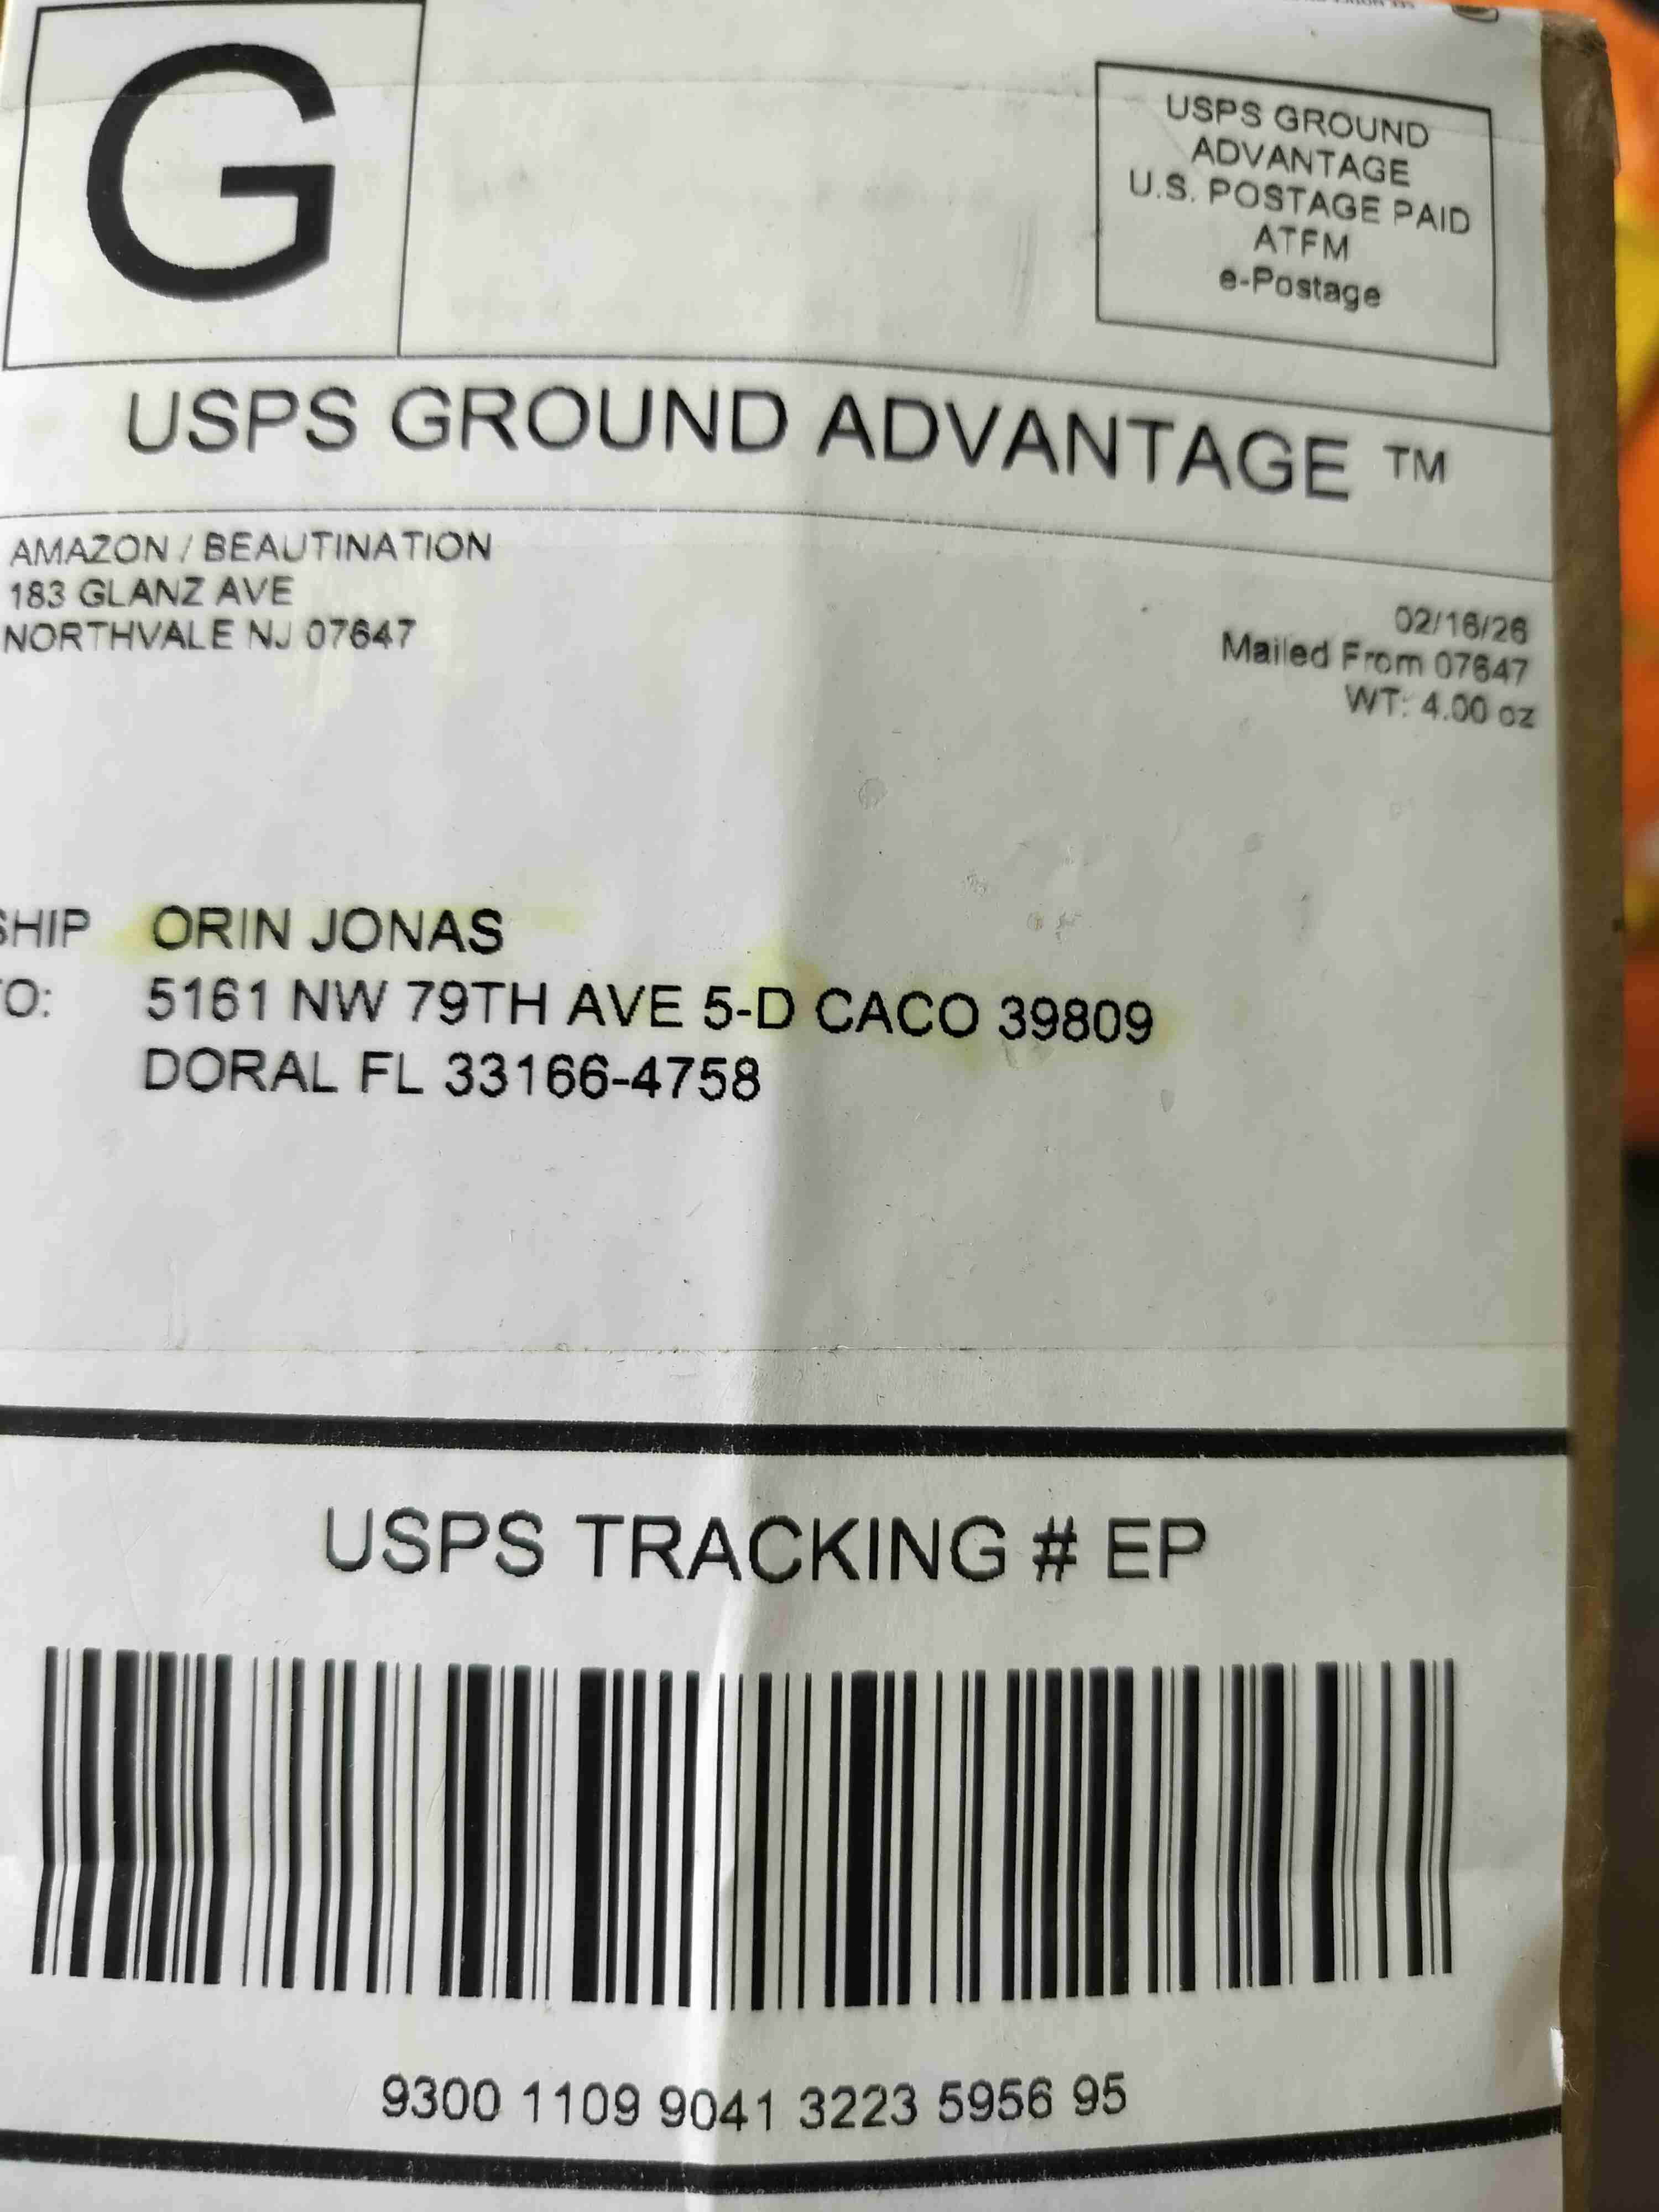 G
USPS GROUND
ADVANTAGE
U.S. POSTAGE PAID
ATFM
e-Postage
USPS GROUND ADVANTAGE ™
AMAZON / BEAUTINATION
183 GLANZ AVE
NORTHVALE NJ 07647
02/16/26
Mailed From 07647
WT: 4.00 oz
SHIP ORIN JONAS
TO: 5161 NW 79TH AVE 5-D CACO 39809
DORAL FL 33166-4758
USPS TRACKING # EP
9300 1109 9041 3223 5956 95